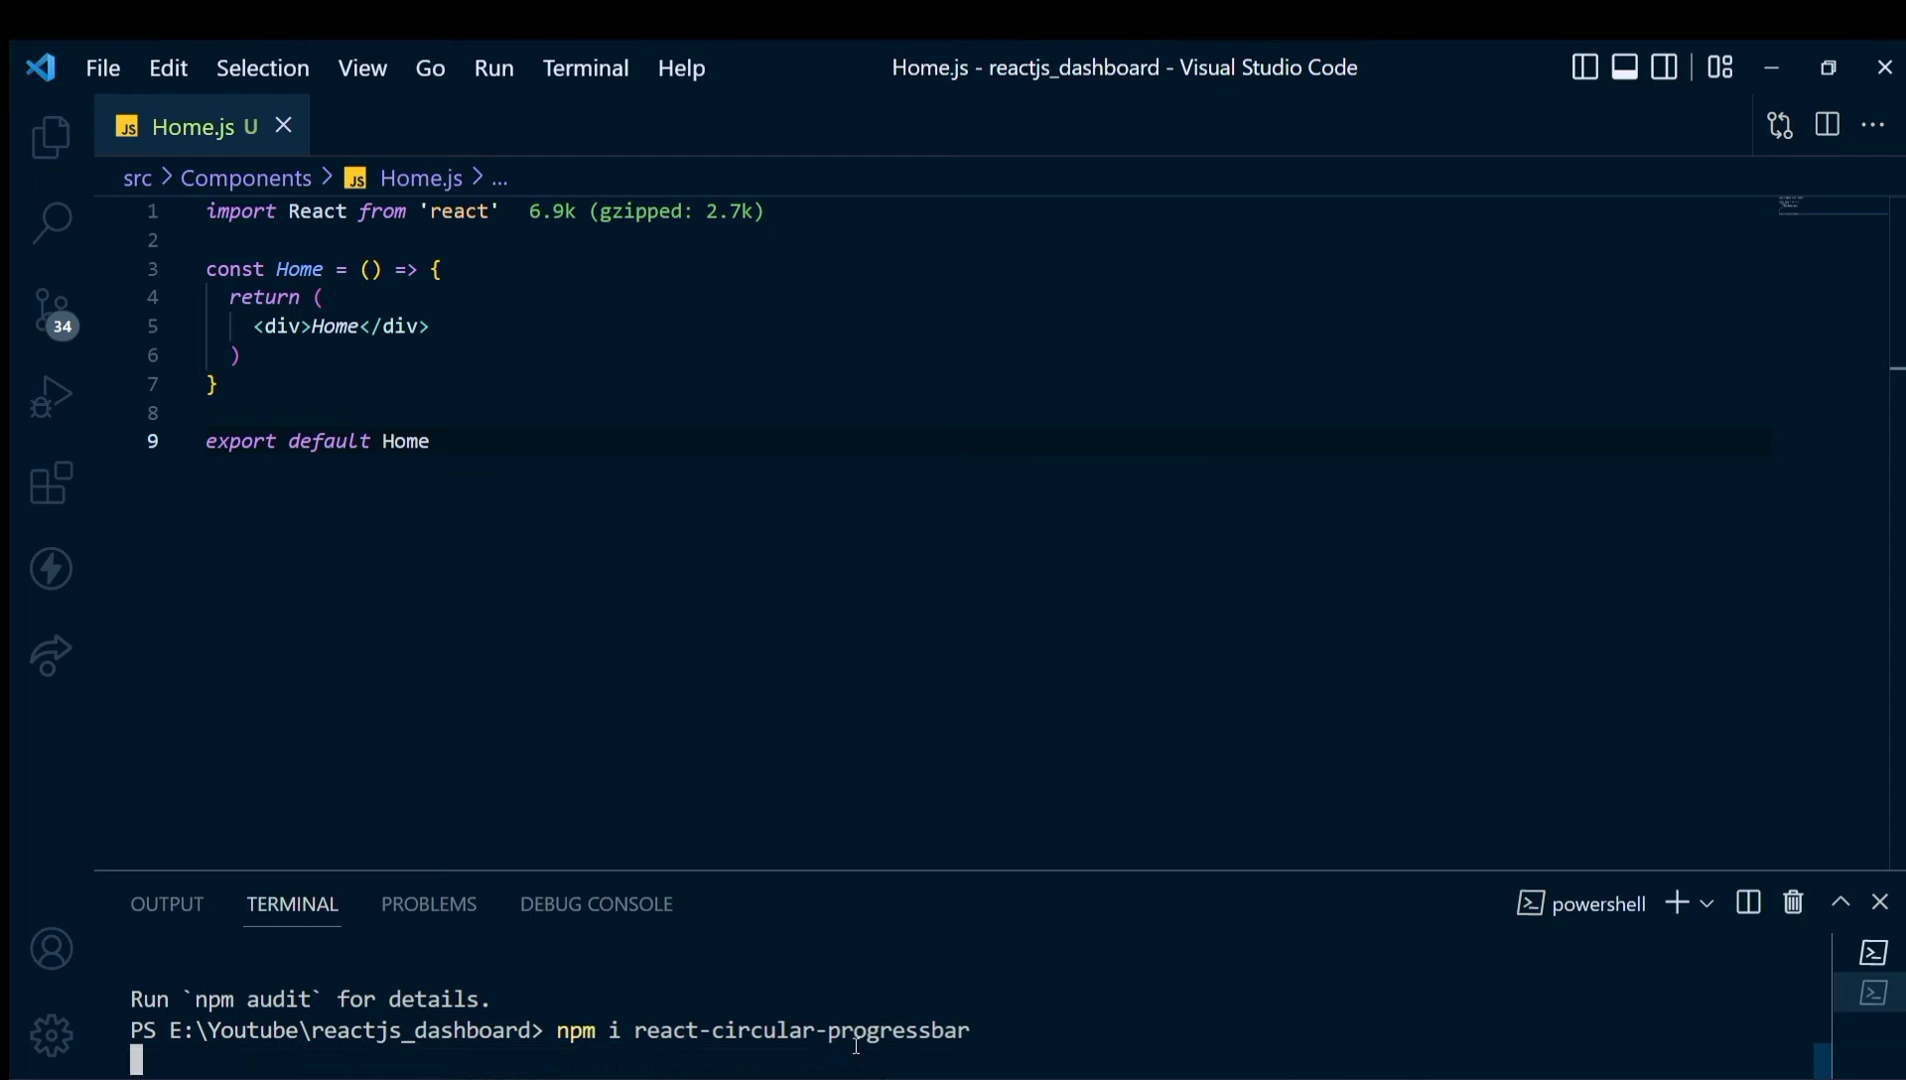 File Edit Selection View Go Run Terminal Help
Home.js - reactjs_dashboard - Visual Studio Code
JS Home.js U
src > Components > JS Home.js > ...
1 import React from 'react' 6.9k (gzipped: 2.7k)
2
3 const Home = () => {
4 return (
5 <div>Home</div>
6 )
7 }
8
9 export default Home
34
OUTPUT TERMINAL PROBLEMS DEBUG CONSOLE
powershell
Run `npm audit` for details.
PS E:\Youtube\reactjs_dashboard> npm i react-circular-progressbar